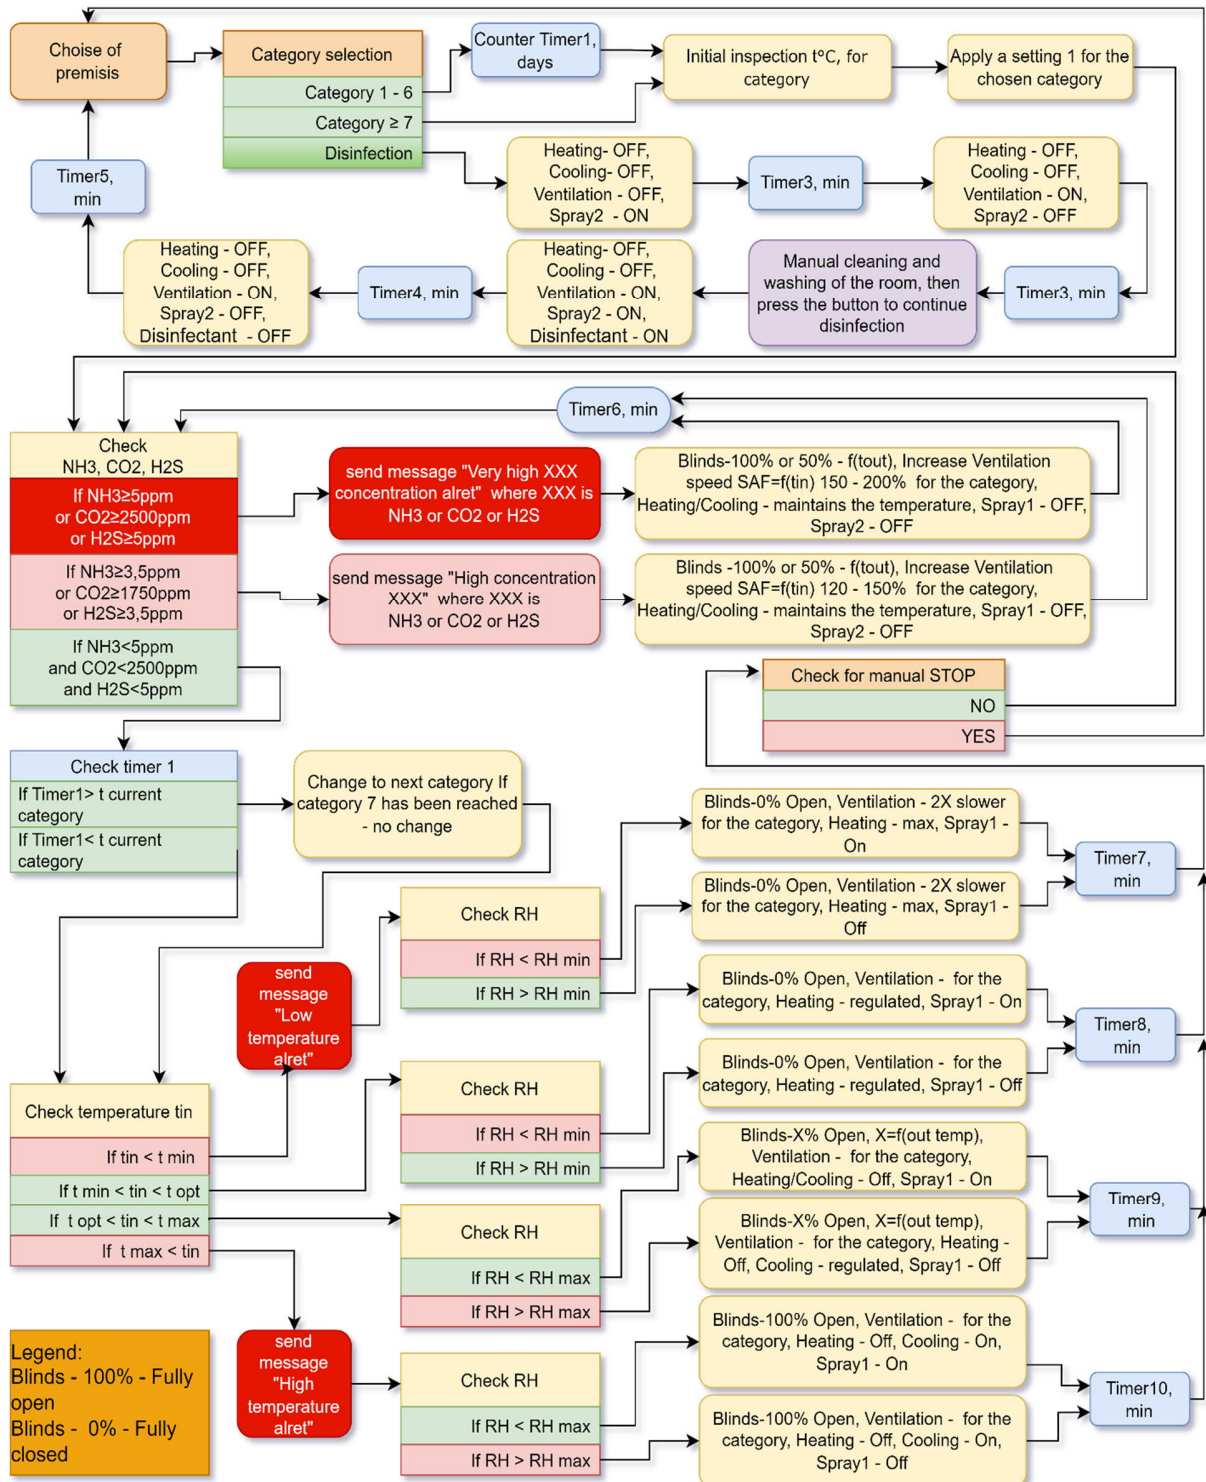 Choise of
premisis
Category selection
Category 1 - 6
Category ≥ 7
Disinfection
Counter Timer1,
days
Initial inspection t°C, for
category
Apply a setting 1 for the
chosen category
Timer5,
min
Heating- OFF,
Cooling- OFF,
Ventilation - OFF,
Spray2 - ON
Timer3, min
Heating - OFF,
Cooling - OFF,
Ventilation - ON,
Spray2 - OFF
Heating - OFF,
Cooling - OFF,
Ventilation - ON,
Spray2 - OFF,
Disinfectant - OFF
Timer4, min
Heating- OFF,
Cooling - OFF,
Ventilation - ON,
Spray2 - ON,
Disinfectant - ON
Manual cleaning and
washing of the room, then
press the button to continue
disinfection
Timer3, min
Timer6, min
Check
NH3, CO2, H2S
If NH3≥5ppm
or CO2≥2500ppm
or H2S≥5ppm
If NH3≥3,5ppm
or CO2≥1750ppm
or H2S≥3,5ppm
If NH3<5ppm
and CO2<2500ppm
and H2S<5ppm
send message "Very high XXX
concentration alret" where XXX is
NH3 or CO2 or H2S
Blinds-100% or 50% - f(tout), Increase Ventilation
speed SAF=f(tin) 150 - 200% for the category,
Heating/Cooling - maintains the temperature, Spray1 - OFF,
Spray2 - OFF
send message "High concentration
XXX" where XXX is
NH3 or CO2 or H2S
Blinds -100% or 50% - f(tout), Increase Ventilation
speed SAF=f(tin) 120 - 150% for the category,
Heating/Cooling - maintains the temperature, Spray1 - OFF,
Spray2 - OFF
Check for manual STOP
NO
YES
Check timer 1
If Timer1> t current
category
If Timer1< t current
category
Change to next category If
category 7 has been reached
- no change
Blinds-0% Open, Ventilation - 2X slower
for the category, Heating - max, Spray1 -
On
Blinds-0% Open, Ventilation - 2X slower
for the category, Heating - max, Spray1 -
Off
Timer7,
min
Check RH
If RH < RH min
If RH > RH min
send
message
"Low
temperature
alret"
Blinds-0% Open, Ventilation - for the
category, Heating - regulated, Spray1 - On
Blinds-0% Open, Ventilation - for the
category, Heating - regulated, Spray1 - Off
Timer8,
min
Check temperature tin
If tin < t min
If t min < tin < t opt
If t opt < tin < t max
If t max < tin
Check RH
If RH < RH min
If RH > RH min
Blinds-X% Open, X=f(out temp),
Ventilation - for the category,
Heating/Cooling - Off, Spray1 - On
Blinds-X% Open, X=f(out temp),
Ventilation - for the category, Heating -
Off, Cooling - regulated, Spray1 - Off
Timer9,
min
Check RH
If RH < RH max
If RH > RH max
Legend:
Blinds - 100% - Fully
open
Blinds - 0% - Fully
closed
send
message
"High
temperature
alret"
Check RH
If RH < RH max
If RH > RH max
Blinds-100% Open, Ventilation - for the
category, Heating - Off, Cooling - On,
Spray1 - On
Blinds-100% Open, Ventilation - for the
category, Heating - Off, Cooling - On,
Spray1 - Off
Timer10,
min